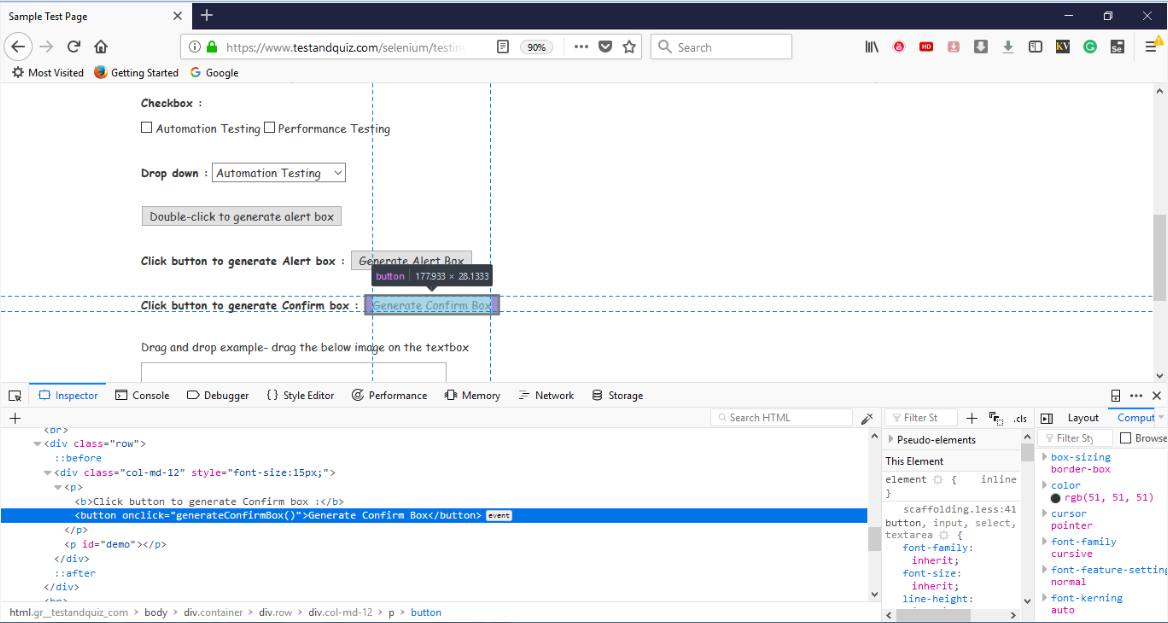 Sample Test Page
https://www.testandquiz.com/selenium/testin
90%
Search
HD
KV
G
Se
Most Visited Getting Started Google
Checkbox :
Automation Testing Performance Testing
Drop down : Automation Testing
Double-click to generate alert box
Click button to generate Alert box : Generate Alert Box
button 177.933 × 28.1333
Click button to generate Confirm box : Generate Confirm Box
Drag and drop example- drag the below image on the textbox
Inspector Console Debugger {} Style Editor Performance Memory Network Storage
+ Search HTML
<br>
<div class="row">
::before
<div class="col-md-12" style="font-size:15px;">
<p>
<b>Click button to generate Confirm box :</b>
<button onclick="generateConfirmBox()">Generate Confirm Box</button> event
</p>
<p id="demo"></p>
</div>
::after
</div>
<br>
html.gr__testandquiz_com > body > div.container > div.row > div.col-md-12 > p > button
Filter St + .cls
Pseudo-elements
This Element
element { inline
}
scaffolding.less:41
button, input, select,
textarea {
font-family:
inherit;
font-size:
inherit;
line-height:
Layout Comput
Filter Sty Browse
box-sizing
border-box
color
rgb(51, 51, 51)
cursor
pointer
font-family
cursive
font-feature-setting
normal
font-kerning
auto